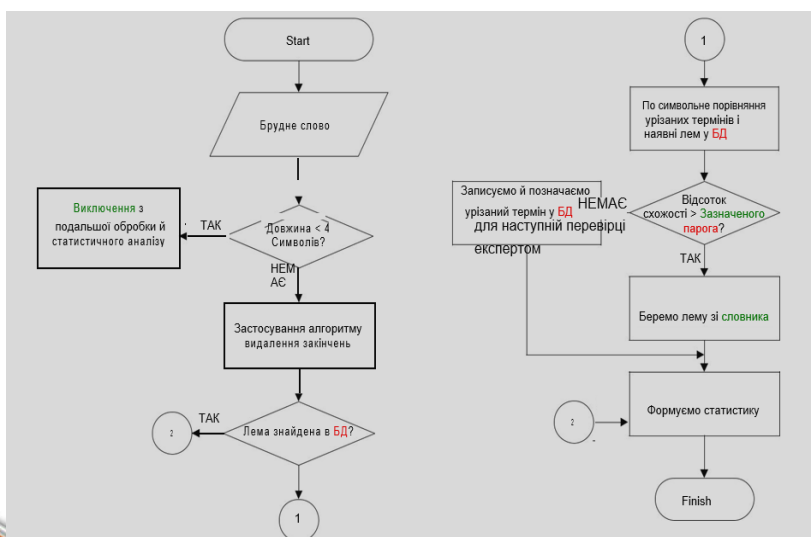 Start
Брудне слово
Довжина < 4
Символів?
ТАК
Виключення з
подальшої обробки й
статистичного аналізу
НЕМ
АЄ
Застосування алгоритму
видалення закінчень
Лема знайдена в БД?
ТАК
2
1
1
По символьне порівняння
урізаних термінів і
наявні лем у БД
Відсоток
схожості > Зазначеного
парога?
НЕМАЄ
Записуємо й позначаємо
урізаний термін у БД
для наступній перевірці
експертом
ТАК
Беремо лему зі словника
2
Формуємо статистику
Finish